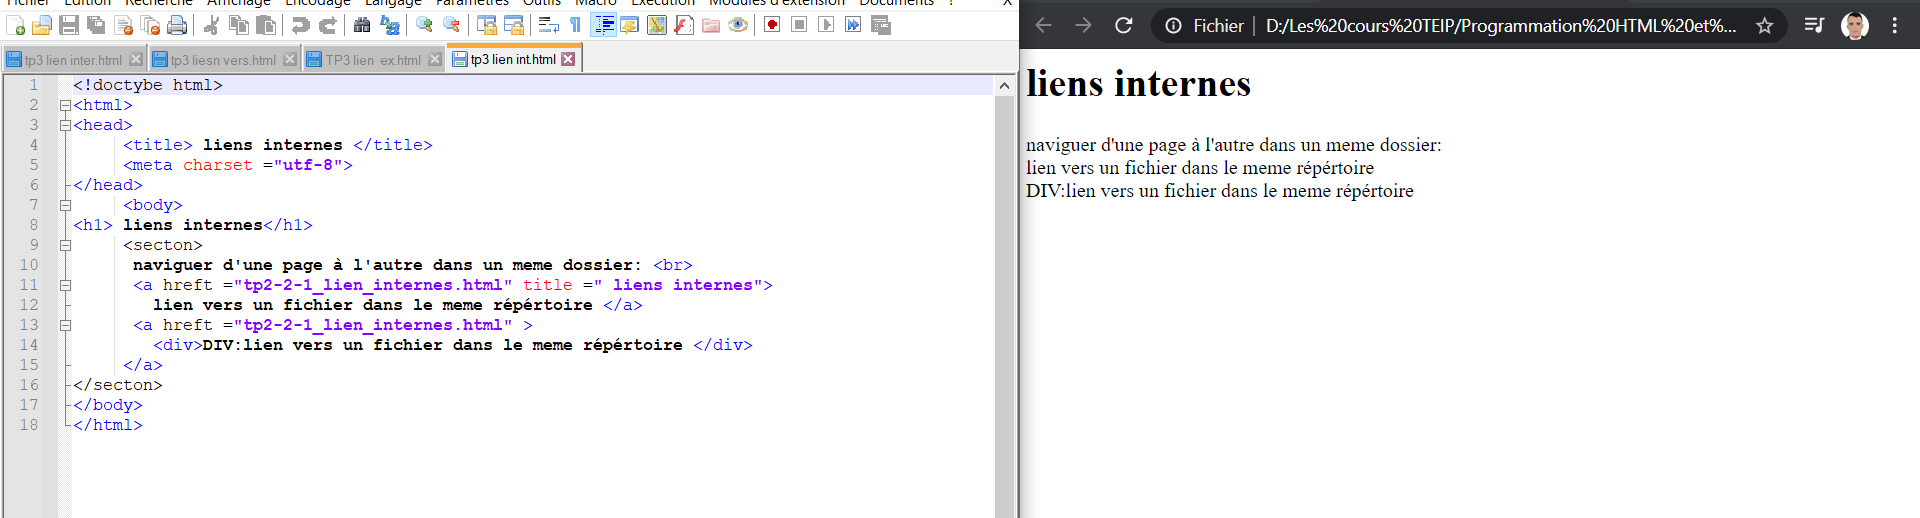 Fichier Edition Recherche Affichage Encodage Langage Paramètres Outils Macro Exécution Modules d'extension Documents ? X
tp3 lien inter.html tp3 liesn vers.html TP3 lien ex.html tp3 lien int.html
1 <!doctybe html>
2 <html>
3 <head>
4 <title> liens internes </title>
5 <meta charset ="utf-8">
6 </head>
7 <body>
8 <h1> liens internes</h1>
9 <secton>
10 naviguer d'une page à l'autre dans un meme dossier: <br>
11 <a hreft ="tp2-2-1_lien_internes.html" title =" liens internes">
12 lien vers un fichier dans le meme répértoire </a>
13 <a hreft ="tp2-2-1_lien_internes.html" >
14 <div>DIV:lien vers un fichier dans le meme répértoire </div>
15 </a>
16 </secton>
17 </body>
18 </html>
Fichier D:/Les%20cours%20TEIP/Programmation%20HTML%20et%...
liens internes
naviguer d'une page à l'autre dans un meme dossier:
lien vers un fichier dans le meme répértoire
DIV:lien vers un fichier dans le meme répértoire